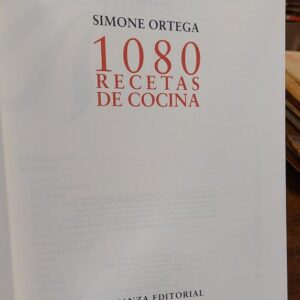 SIMONE ORTEGA
1080
RECETAS
DE COCINA
EDITORIAL